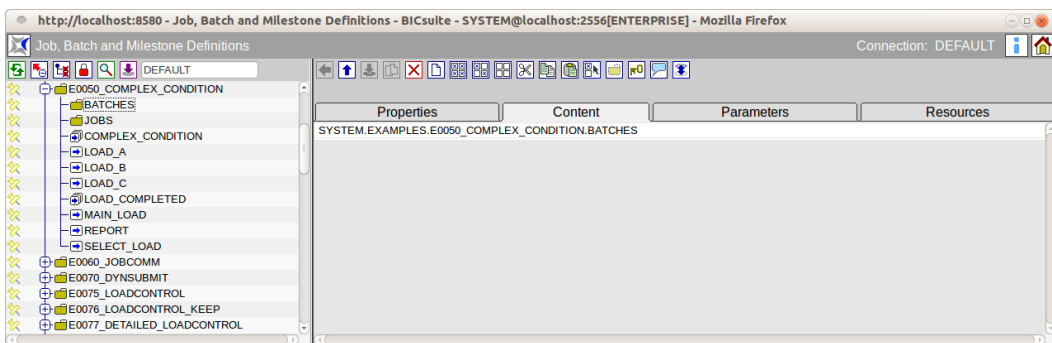 http://localhost:8580 - Job, Batch and Milestone Definitions - BICsuite - SYSTEM@localhost:2556[ENTERPRISE] - Mozilla Firefox
Job, Batch and Milestone Definitions
Connection: DEFAULT
DEFAULT
E0050_COMPLEX_CONDITION
BATCHES
JOBS
COMPLEX_CONDITION
LOAD_A
LOAD_B
LOAD_C
LOAD_COMPLETED
MAIN_LOAD
REPORT
SELECT_LOAD
E0060_JOBCOMM
E0070_DYNSUBMIT
E0075_LOADCONTROL
E0076_LOADCONTROL_KEEP
E0077_DETAILED_LOADCONTROL
Properties
Content
Parameters
Resources
SYSTEM.EXAMPLES.E0050_COMPLEX_CONDITION.BATCHES